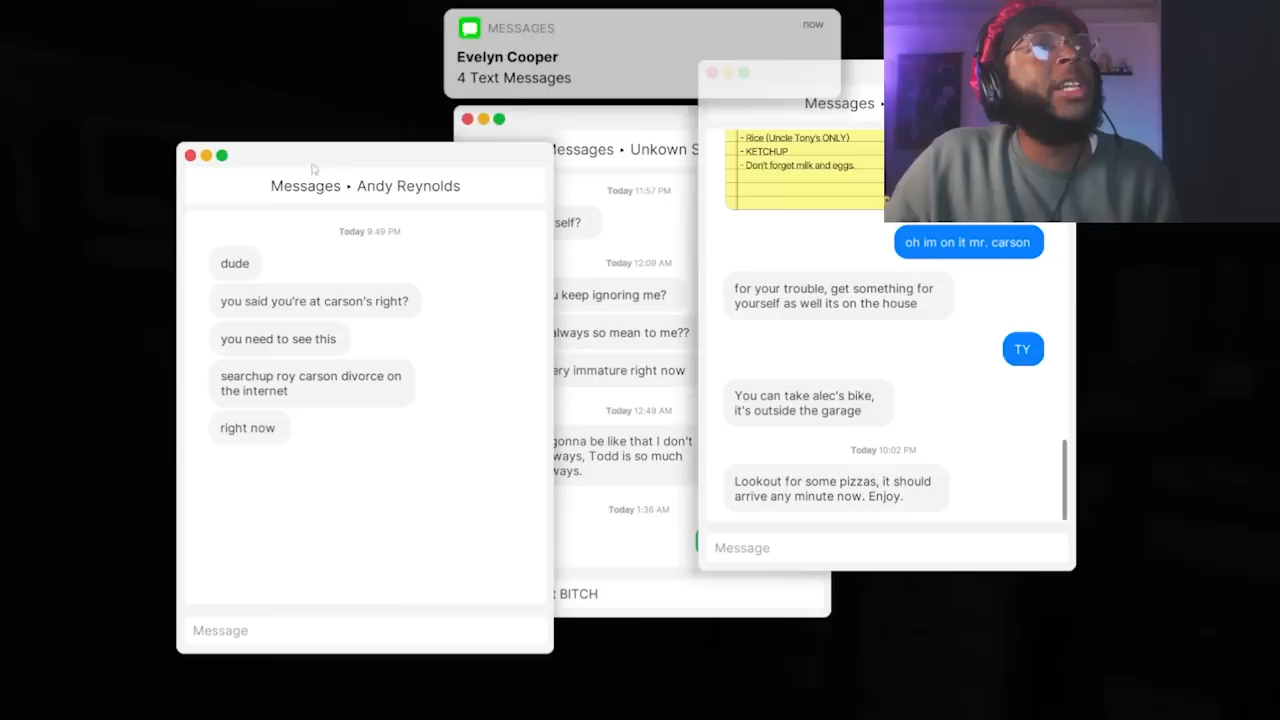 MESSAGES
now
Evelyn Cooper
4 Text Messages
Messages ‣ Andy Reynolds
Today 9:49 PM
dude
you said you're at carson's right?
you need to see this
searchup roy carson divorce on
the internet
right now
Message
Messages ‣ Unkown S
Today 11:57 PM
rself?
Today 12:09 AM
keep ignoring me?
always so mean to me??
ery immature right now
Today 12:49 AM
gonna be like that I don't
ways, Todd is so much
ways.
Today 1:36 AM
BITCH
Messages ‣
- Rice (Uncle Tony's ONLY)
- KETCHUP
- Don't forget milk and eggs.
oh im on it mr. carson
for your trouble, get something for
yourself as well its on the house
TY
You can take alec's bike,
it's outside the garage
Today 10:02 PM
Lookout for some pizzas, it should
arrive any minute now. Enjoy.
Message